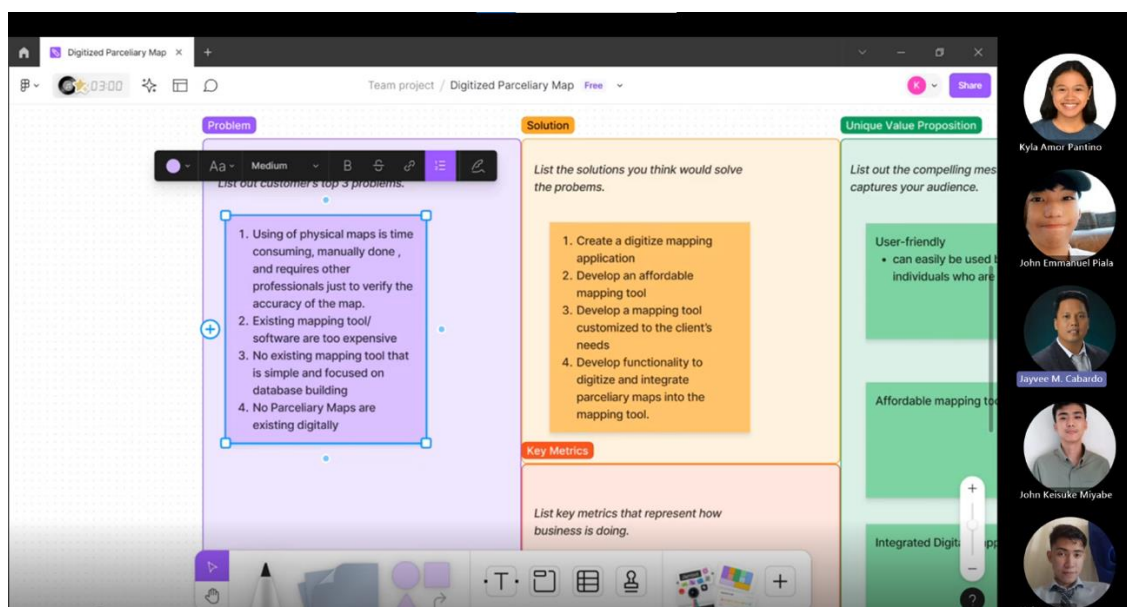 Digitized Parceliary Map
03:00
Team project / Digitized Parceliary Map Free
K
Share
Problem
Aa
Medium
B
S
List out customer's top 3 problems.
1. Using of physical maps is time
consuming, manually done ,
and requires other
professionals just to verify the
accuracy of the map.
2. Existing mapping tool/
software are too expensive
3. No existing mapping tool that
is simple and focused on
database building
4. No Parceliary Maps are
existing digitally
Solution
List the solutions you think would solve
the probems.
1. Create a digitize mapping
application
2. Develop an affordable
mapping tool
3. Develop a mapping tool
customized to the client's
needs
4. Develop functionality to
digitize and integrate
parceliary maps into the
mapping tool.
Key Metrics
List key metrics that represent how
business is doing.
Unique Value Proposition
List out the compelling mes
captures your audience.
User-friendly
• can easily be used
individuals who are
Affordable mapping
Integrated
T
?
Kyla Amor Pantino
John Emmanuel Piala
Jayvee M. Cabardo
John Keisuke Miyabe